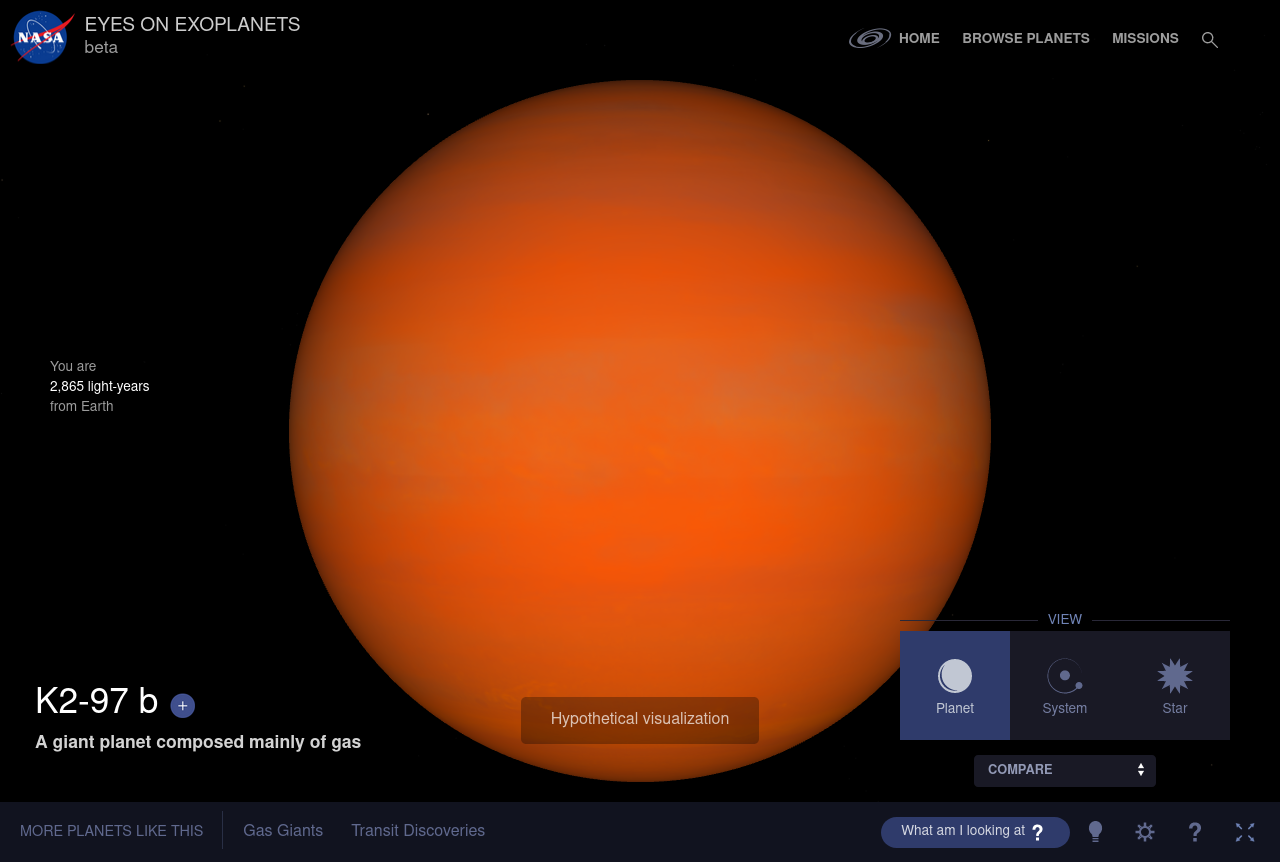 NASA
EYES ON EXOPLANETS
beta
HOME
BROWSE PLANETS
MISSIONS
You are
2,865 light-years
from Earth
VIEW
Planet
System
Star
K2-97 b +
A giant planet composed mainly of gas
Hypothetical visualization
COMPARE
MORE PLANETS LIKE THIS
Gas Giants
Transit Discoveries
What am I looking at ?
?